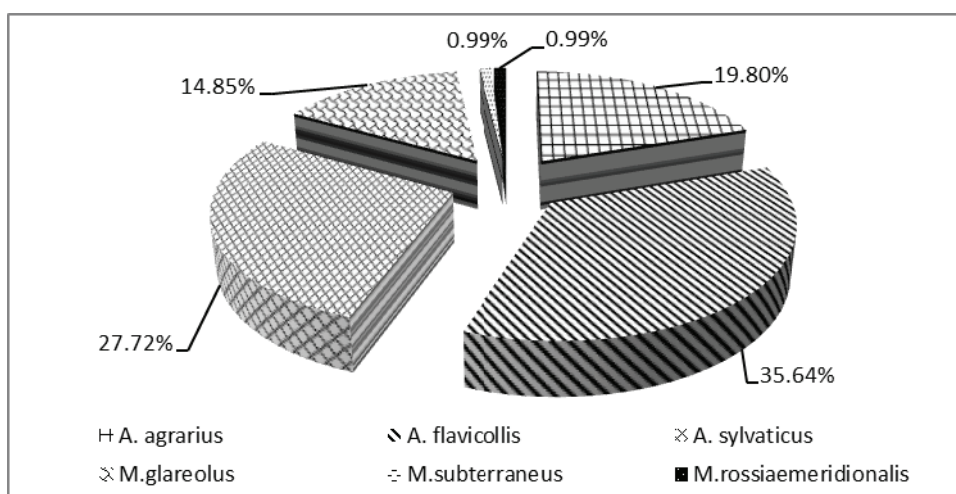 0.99% 0.99%
14.85% 19.80%
27.72% 35.64%
A. agrarius A. flavicollis A. sylvaticus
M.glareolus M.subterraneus M.rossiaemeridionalis